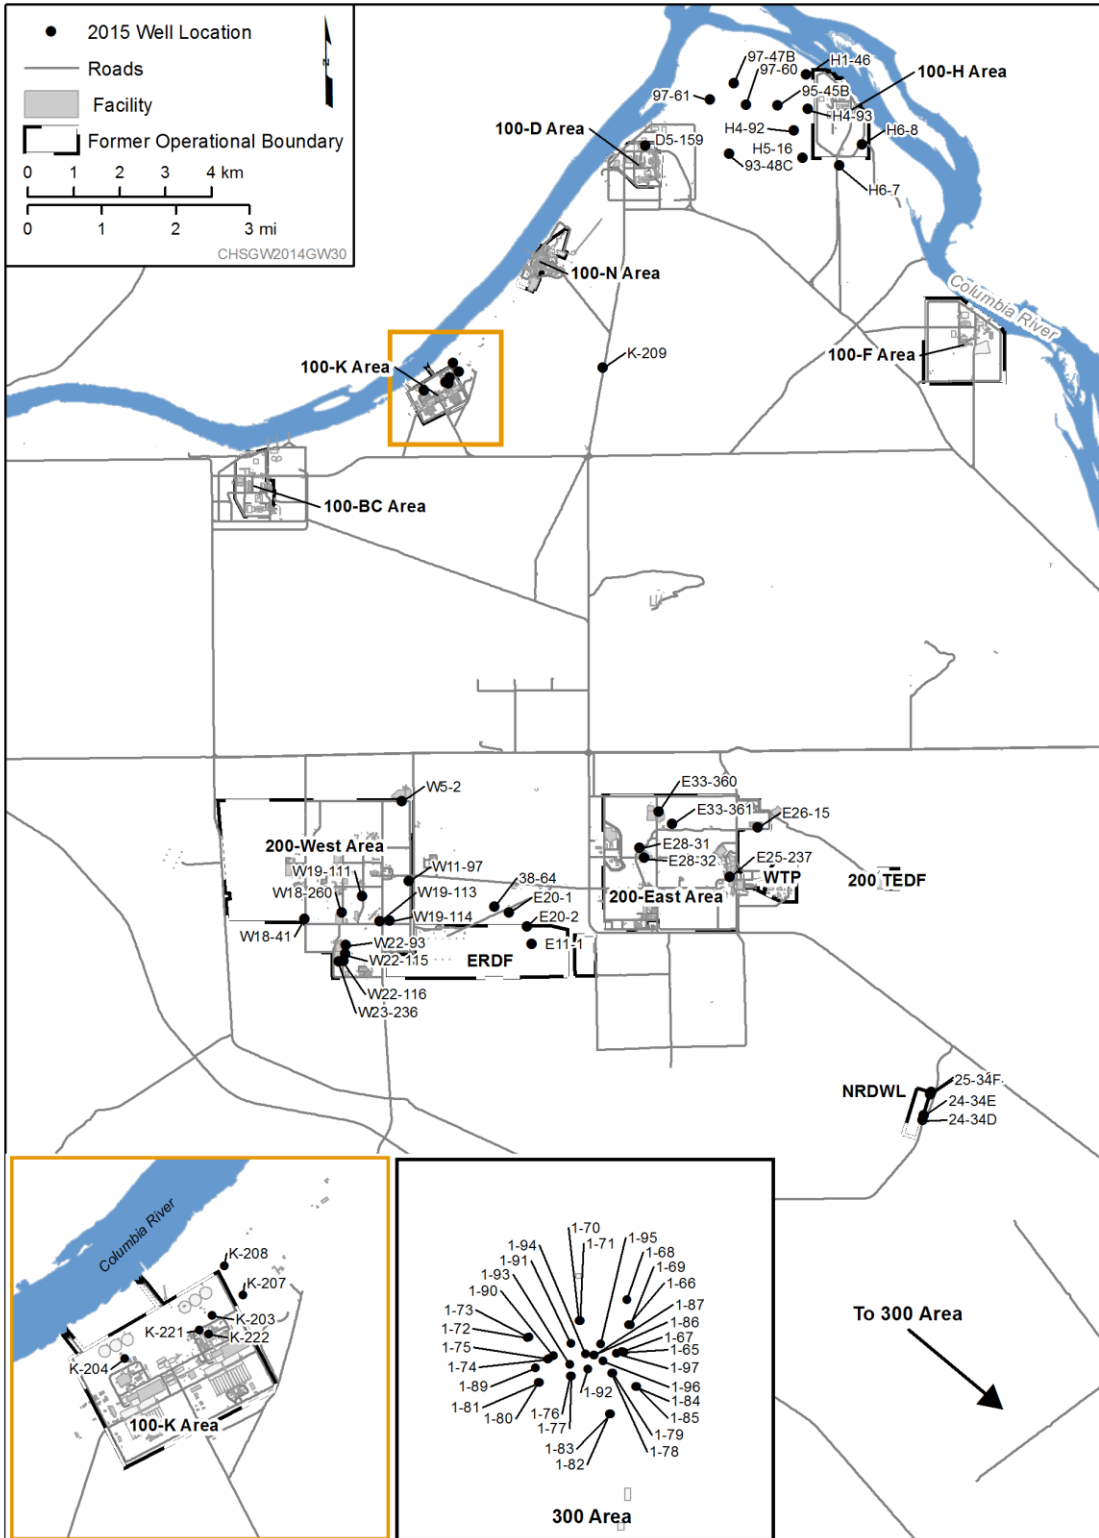 2015 Well Location
Roads
Facility
Former Operational Boundary
N
0 1 2 3 4 km
0 1 2 3 mi
CHSGW2014GW30
97-47B
97-60
H1-46
100-H Area
97-61
95-45B
H4-93
100-D Area
H4-92
H6-8
D5-159
H5-16
93-48C
H6-7
100-N Area
Columbia River
K-209
100-F Area
100-K Area
100-BC Area
W5-2
E33-360
E33-361
E26-15
200-West Area
E28-31
E28-32
W11-97
W19-111
E25-237
WTP
200 TEDF
W18-260
W19-113
38-64
E20-1
200-East Area
W19-114
E20-2
W18-41
W22-93
E11-1
W22-115
ERDF
W22-116
W23-236
25-34F
NRDWL
24-34E
24-34D
Columbia River
K-208
K-207
K-203
K-221
K-222
K-204
100-K Area
1-70
1-71
1-95
1-94
1-68
1-91
1-69
1-93
1-66
1-90
1-87
1-73
1-86
1-72
1-67
1-75
1-65
1-74
1-97
1-89
1-96
1-92
1-81
1-84
1-80
1-85
1-76
1-77
1-79
1-83
1-78
1-82
300 Area
To 300 Area